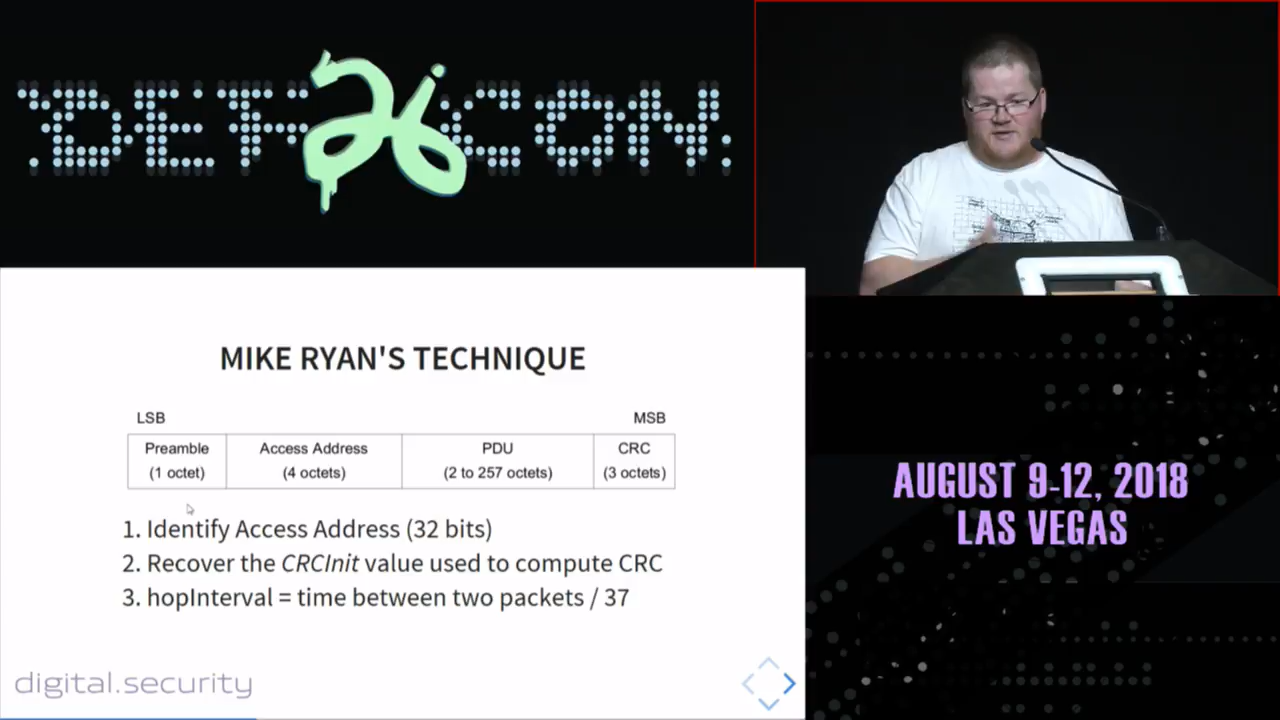 DEF CON
26
MIKE RYAN'S TECHNIQUE
LSB
MSB
Preamble
(1 octet)
Access Address
(4 octets)
PDU
(2 to 257 octets)
CRC
(3 octets)
1. Identify Access Address (32 bits)
2. Recover the CRCInit value used to compute CRC
3. hopInterval = time between two packets / 37
digital.security
AUGUST 9-12, 2018
LAS VEGAS